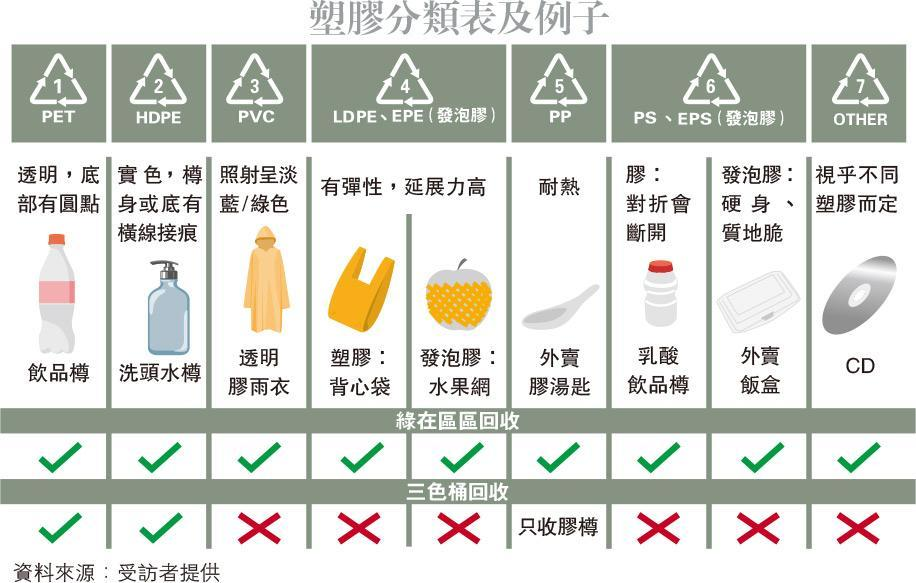 塑膠分類表及例子
1
PET
2
HDPE
3
PVC
4
LDPE、EPE(發泡膠)
5
PP
6
PS、EPS(發泡膠)
7
OTHER
透明，底
部有圓點
實色，樽
身或底有
橫線接痕
照射呈淡
藍/綠色
有彈性，延展力高
耐熱
膠：
對折會
斷開
發泡膠：
硬身、
質地脆
視乎不同
塑膠而定
飲品樽
洗頭水樽
透明
膠雨衣
塑膠：
背心袋
發泡膠：
水果網
外賣
膠湯匙
乳酸
飲品樽
外賣
飯盒
CD
綠在區區回收
三色桶回收
只收膠樽
資料來源：受訪者提供